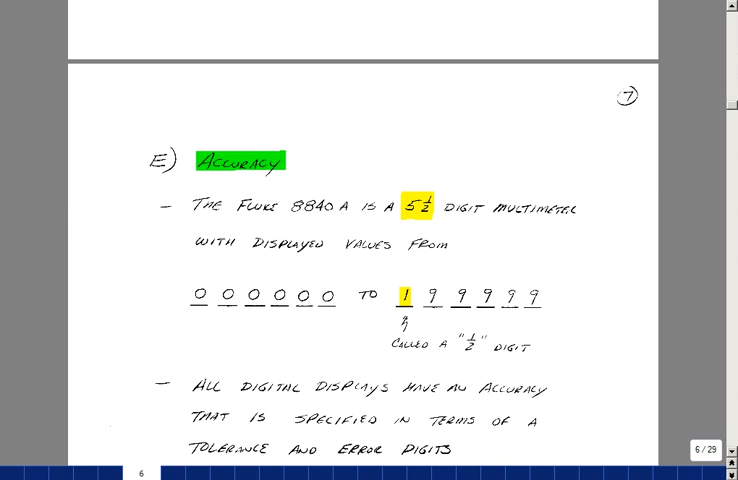 7
E) ACCURACY
- THE FLUKE 8840 A IS A 5 1/2 DIGIT MULTIMETER
WITH DISPLAYED VALUES FROM
0 0 0 0 0 0 TO 1 9 9 9 9 9
CALLED A "1/2" DIGIT
- ALL DIGITAL DISPLAYS HAVE AN ACCURACY
THAT IS SPECIFIED IN TERMS OF A
TOLERANCE AND ERROR DIGITS
6 / 29
6